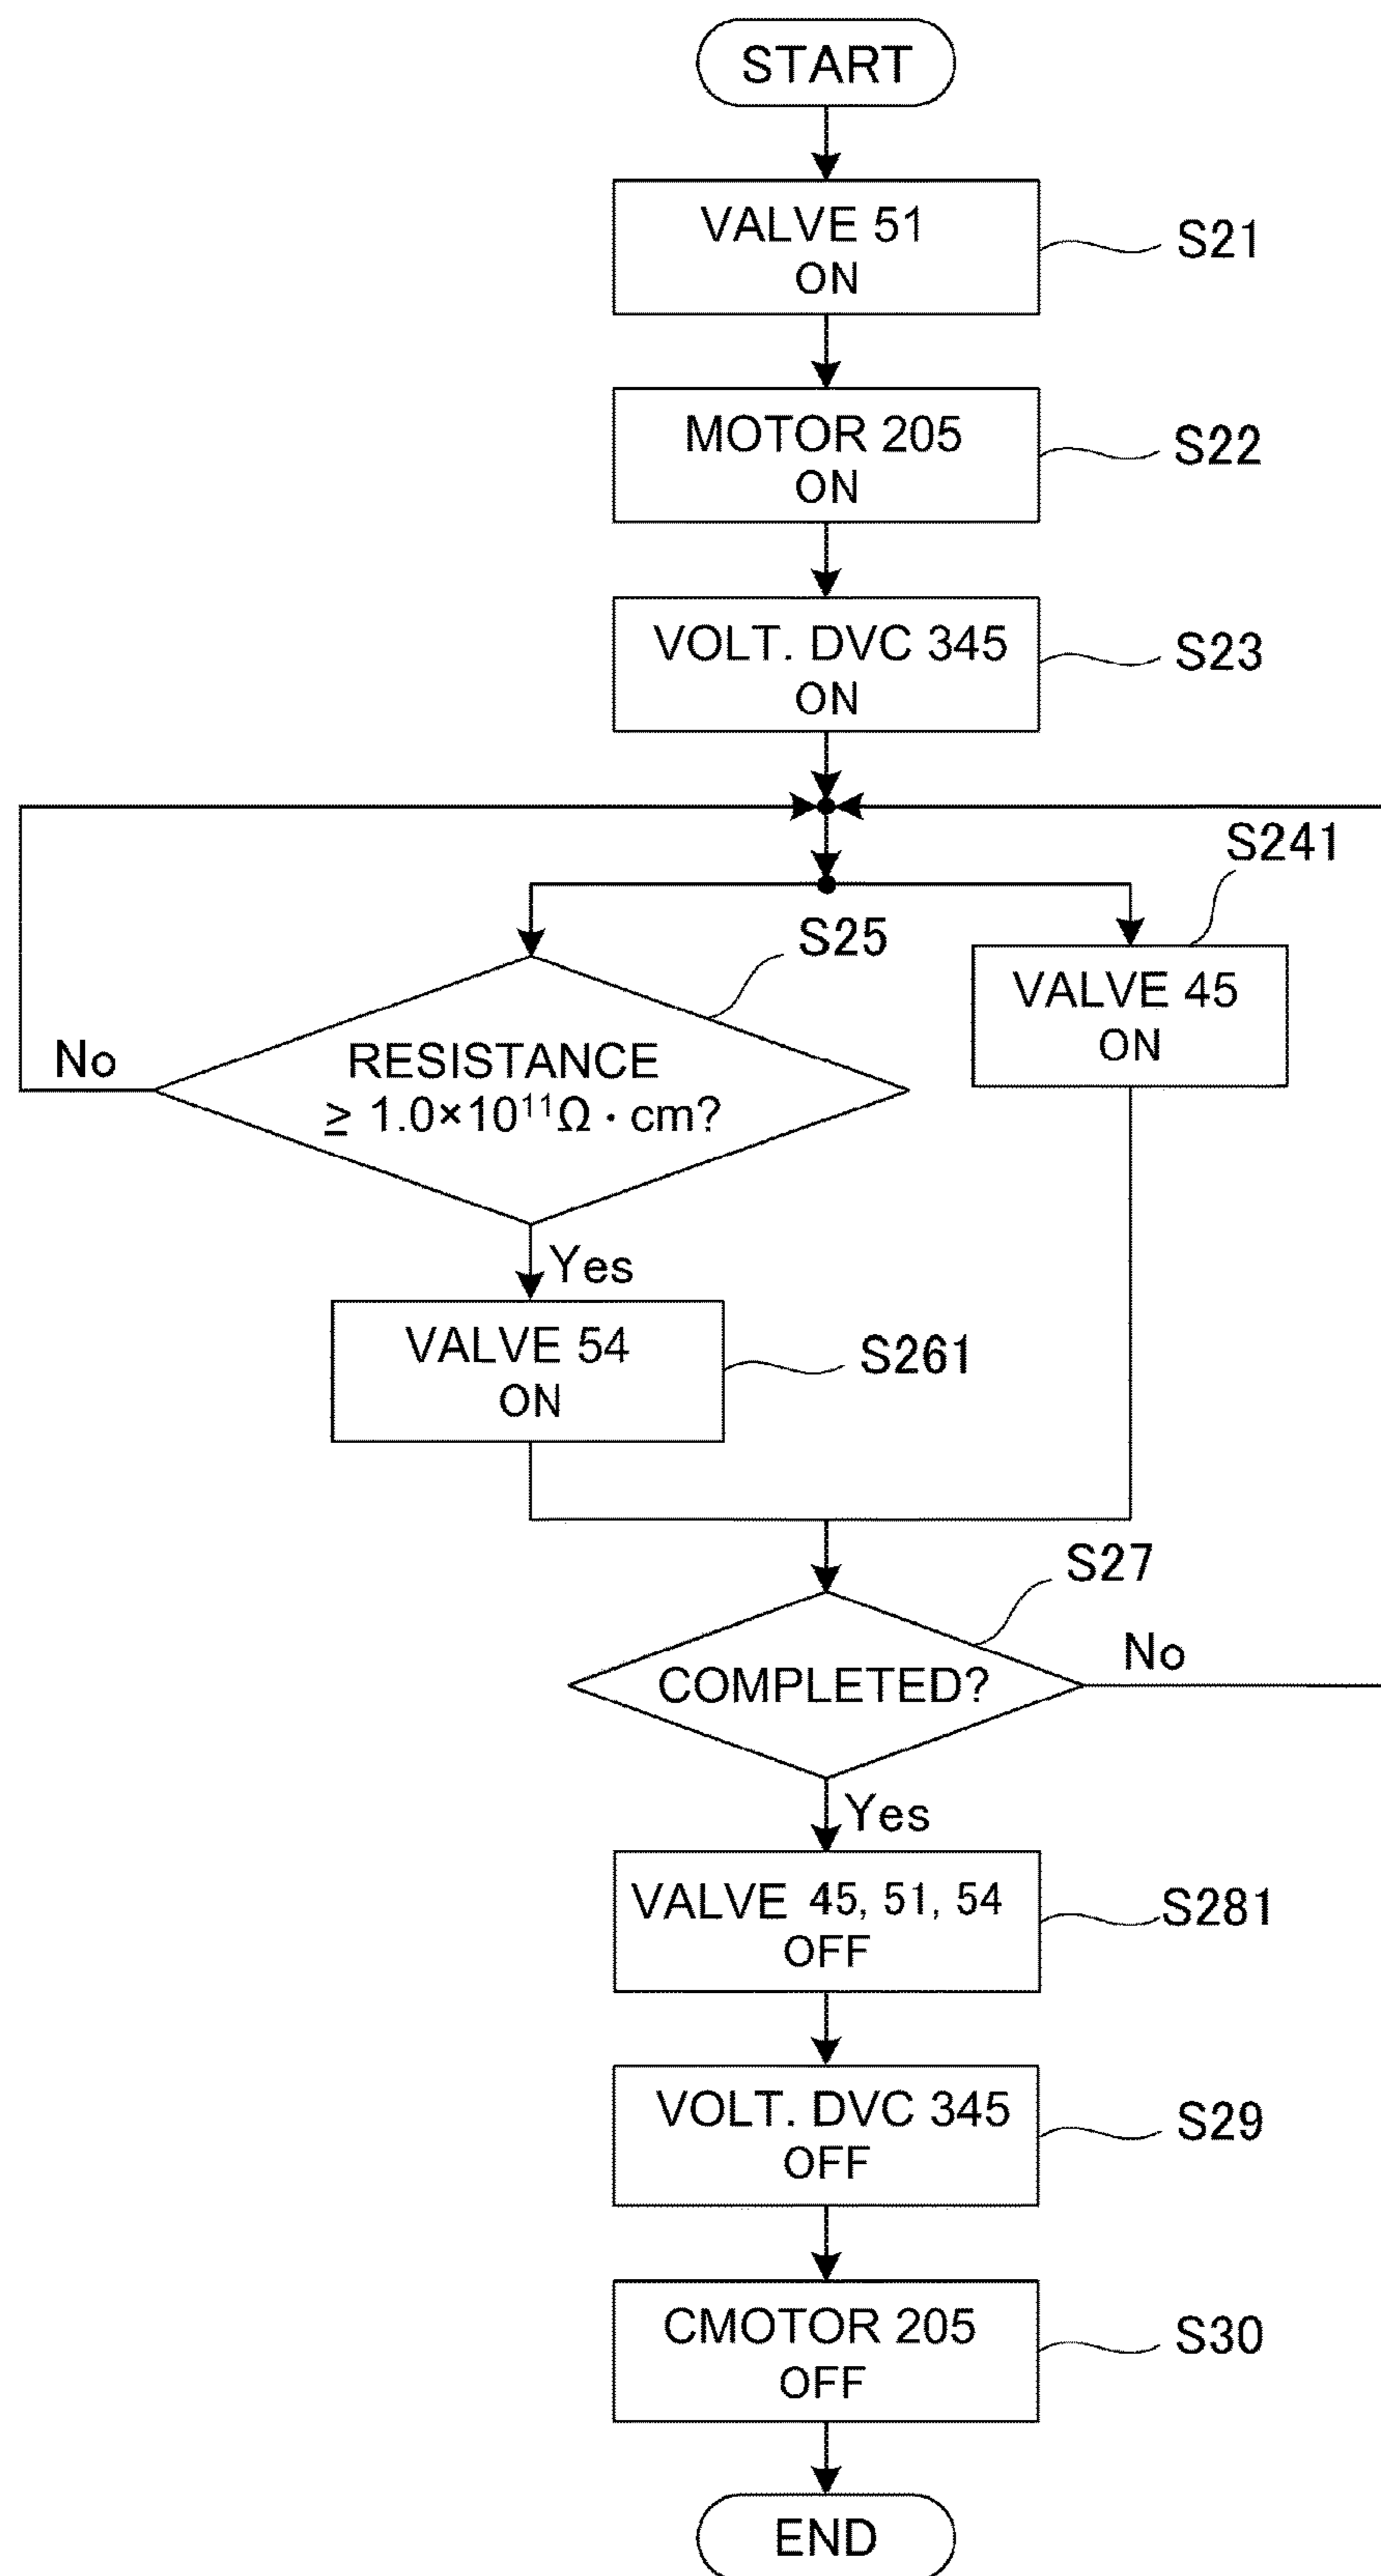 START
VALVE 51
ON
S21
MOTOR 205
ON
S22
VOLT. DVC 345
ON
S23
S241
S25
VALVE 45
ON
No
RESISTANCE
≥ 1.0×10¹¹Ω・cm?
Yes
VALVE 54
ON
S261
S27
COMPLETED?
No
Yes
VALVE 45, 51, 54
OFF
S281
VOLT. DVC 345
OFF
S29
CMOTOR 205
OFF
S30
END